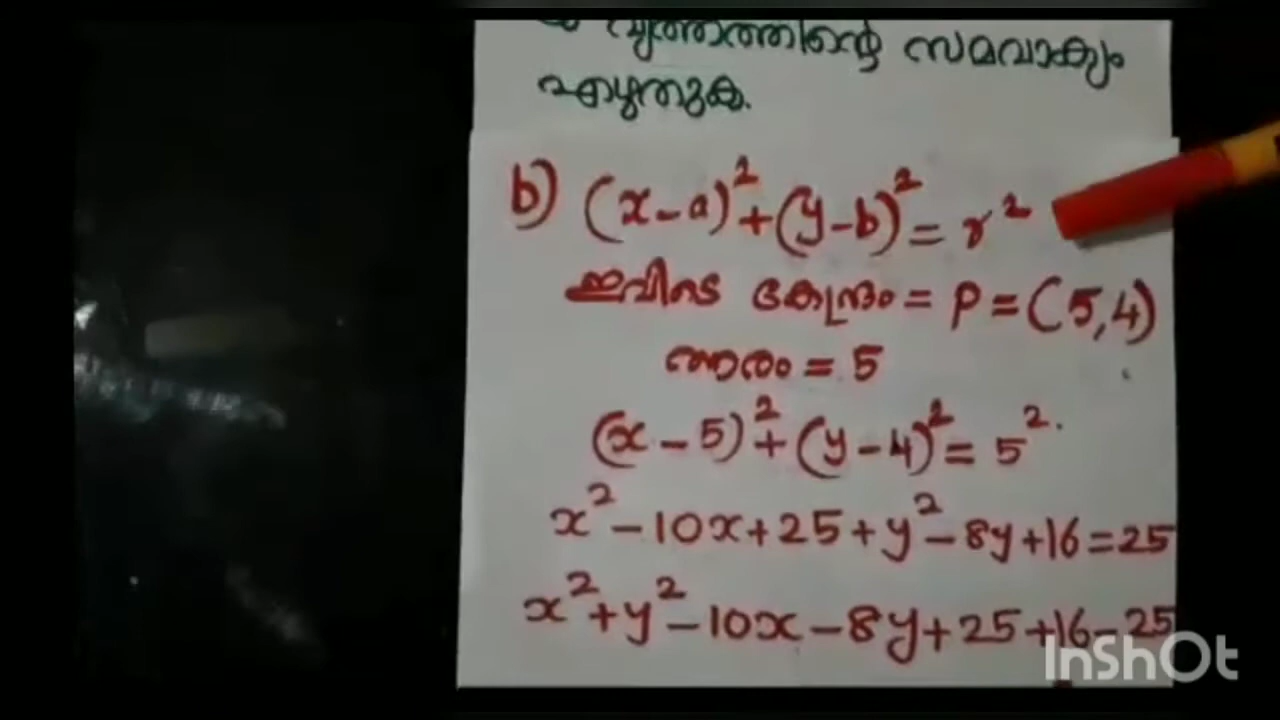 വൃത്തത്തിന്റെ സമവാക്യം
എഴുതുക.
b) (x-a)²+(y-b)²=r²
ഇവിടെ കേന്ദ്രം = P = (5,4)
ആരം = 5
(x-5)²+(y-4)²=5²
x²-10x+25+y²-8y+16=25
x²+y²-10x-8y+25+16-25
InShOt